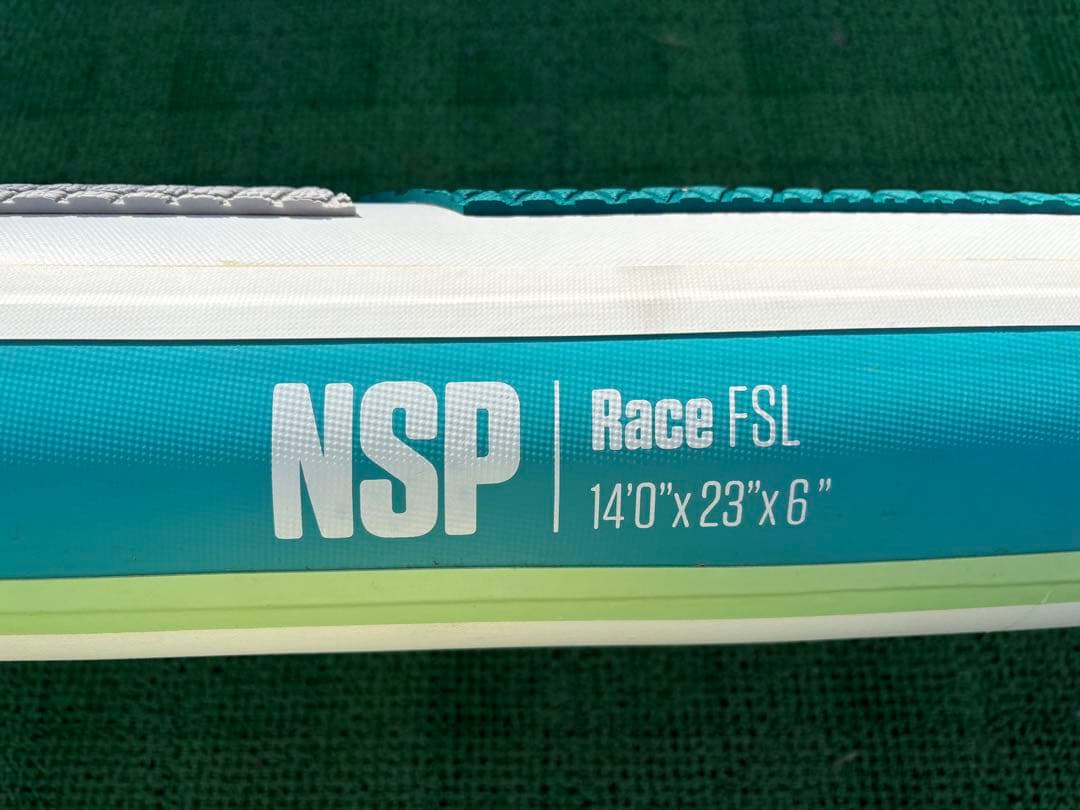 NSP
Race FSL
14'0"x 23"x 6"